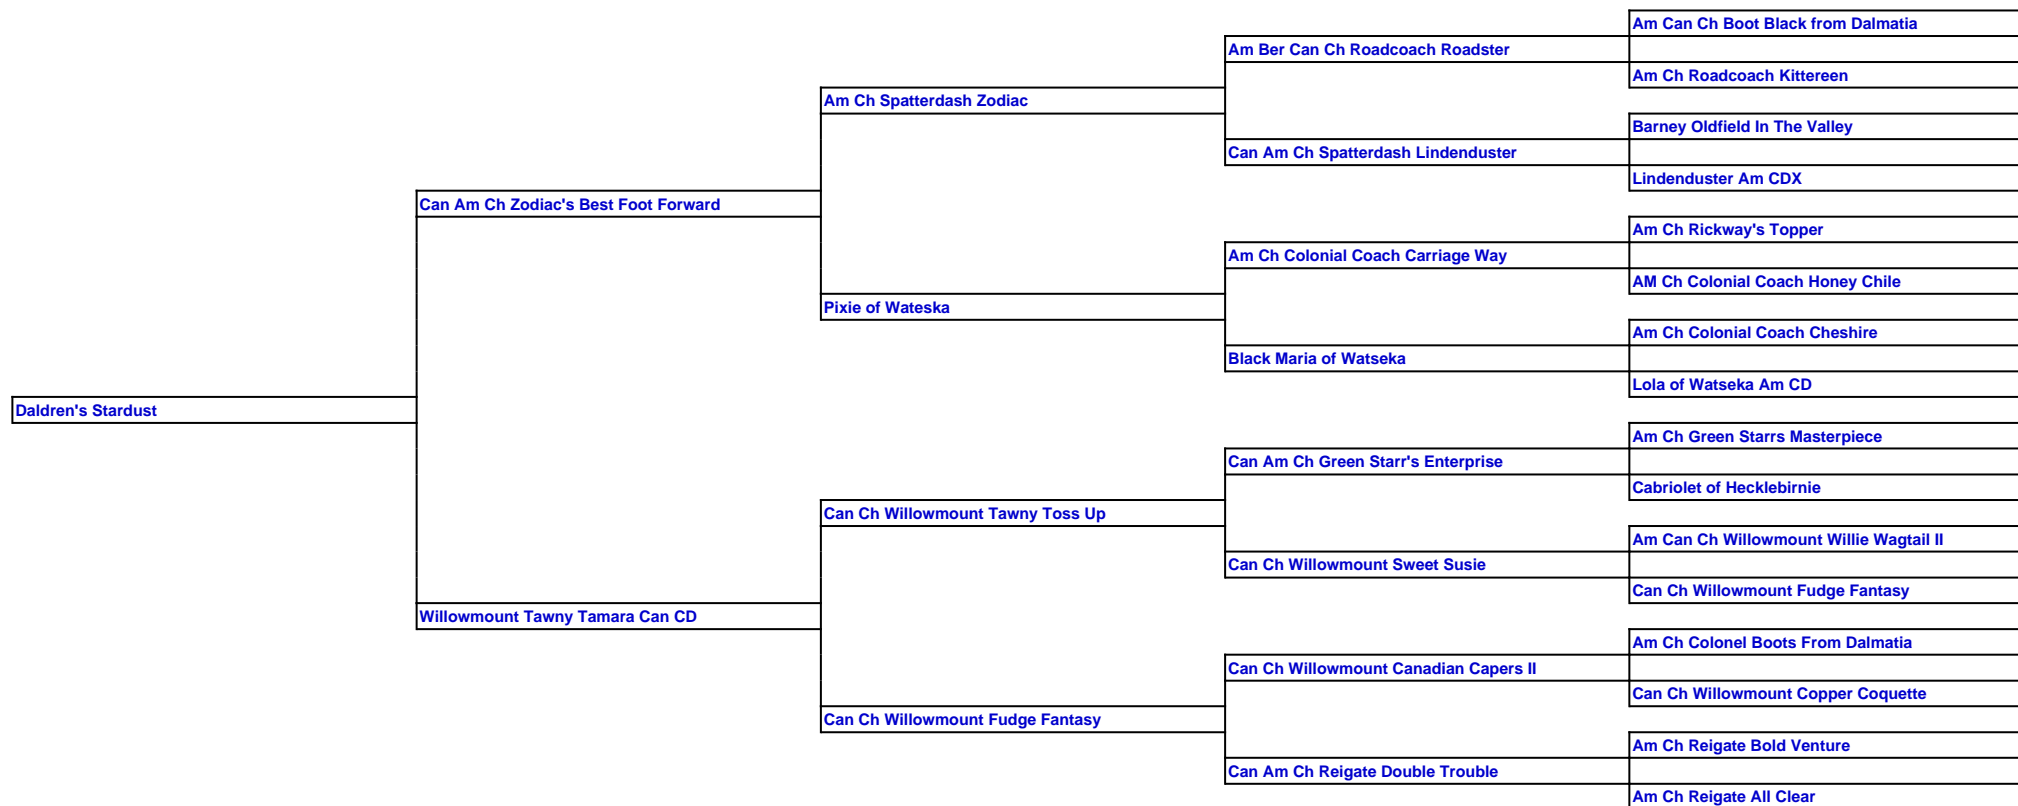 Am Can Ch Boot Black from Dalmatia
Am Ber Can Ch Roadcoach Roadster
Am Ch Roadcoach Kittereen
Am Ch Spatterdash Zodiac
Barney Oldfield In The Valley
Can Am Ch Spatterdash Lindenduster
Lindenduster Am CDX
Can Am Ch Zodiac's Best Foot Forward
Am Ch Rickway's Topper
Am Ch Colonial Coach Carriage Way
AM Ch Colonial Coach Honey Chile
Pixie of Wateska
Am Ch Colonial Coach Cheshire
Black Maria of Watseka
Lola of Watseka Am CD
Daldren's Stardust
Am Ch Green Starrs Masterpiece
Can Am Ch Green Starr's Enterprise
Cabriolet of Hecklebirnie
Can Ch Willowmount Tawny Toss Up
Am Can Ch Willowmount Willie Wagtail II
Can Ch Willowmount Sweet Susie
Can Ch Willowmount Fudge Fantasy
Willowmount Tawny Tamara Can CD
Am Ch Colonel Boots From Dalmatia
Can Ch Willowmount Canadian Capers II
Can Ch Willowmount Copper Coquette
Can Ch Willowmount Fudge Fantasy
Am Ch Reigate Bold Venture
Can Am Ch Reigate Double Trouble
Am Ch Reigate All Clear